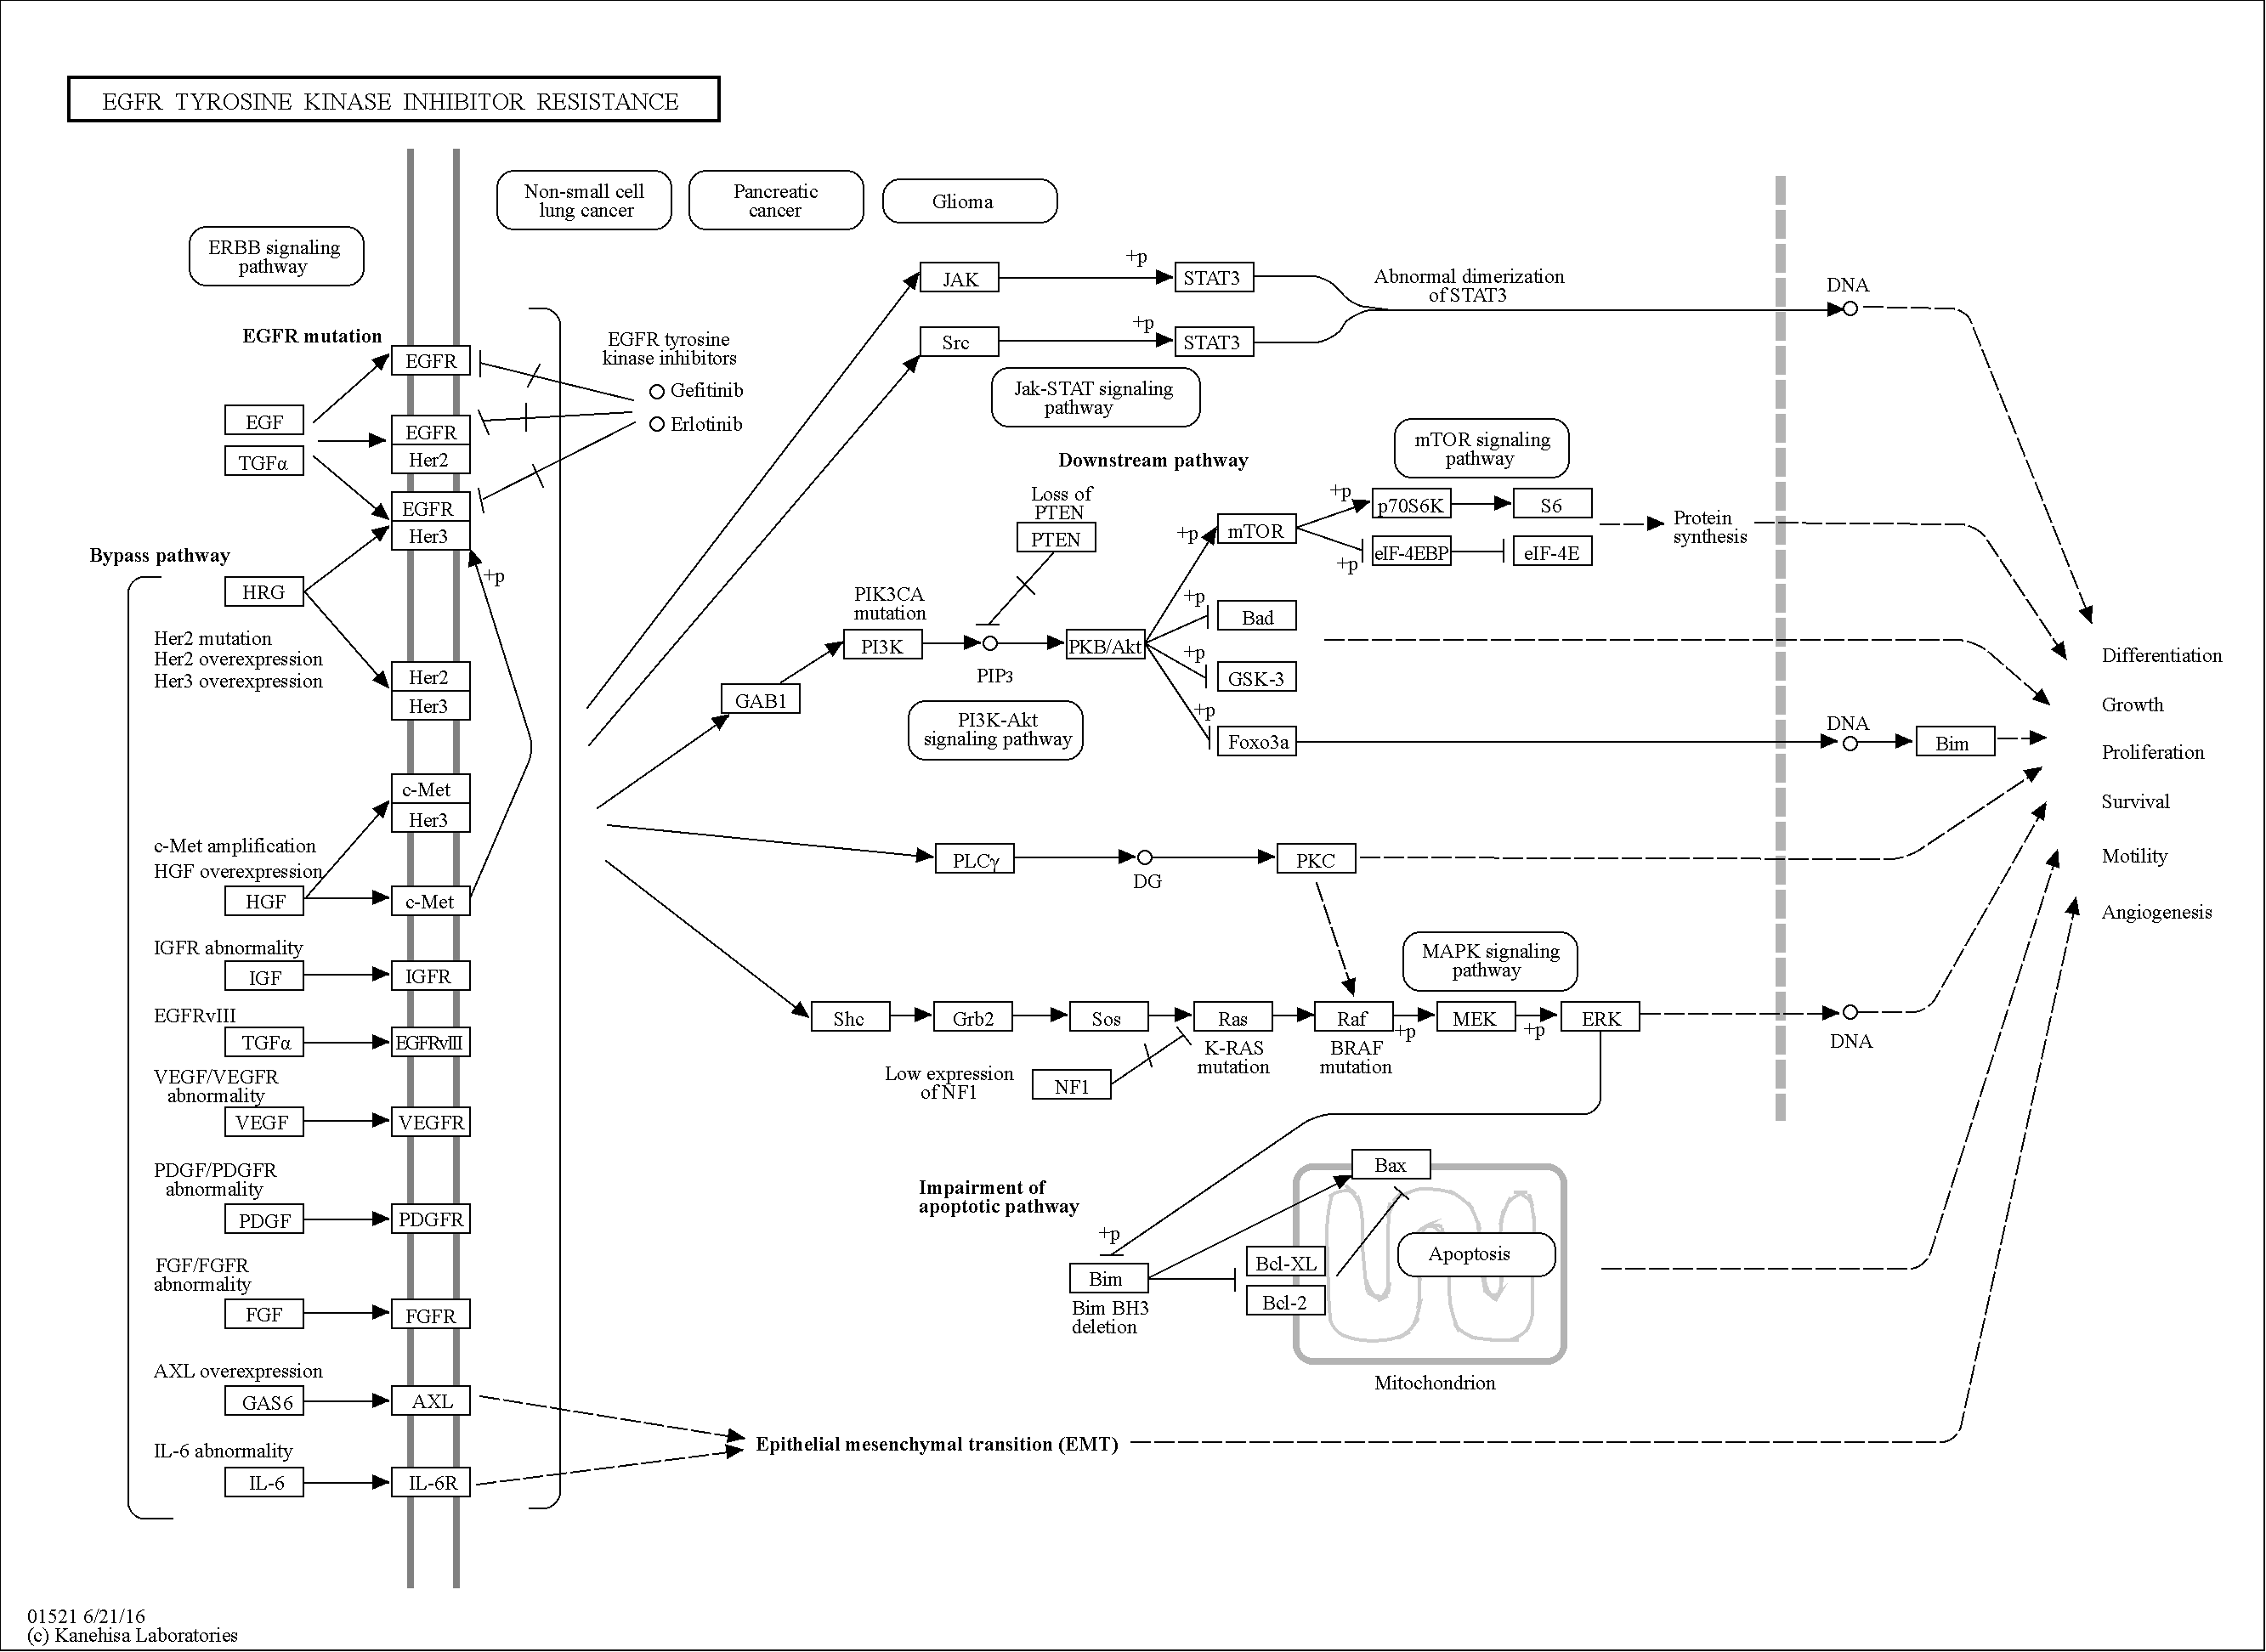 EGFR TYROSINE KINASE INHIBITOR RESISTANCE
Non-small cell
lung cancer
Pancreatic
cancer
Glioma
ERBB signaling
pathway
EGFR mutation
EGFR
EGF
TGFα
EGFR
Her2
EGFR
Her3
EGFR tyrosine
kinase inhibitors
Gefitinib
Erlotinib
Bypass pathway
HRG
+p
Her2 mutation
Her2 overexpression
Her3 overexpression
Her2
Her3
c-Met
Her3
c-Met amplification
HGF overexpression
HGF
c-Met
IGFR abnormality
IGF
IGFR
EGFRvIII
TGFα
EGFRvIII
VEGF/VEGFR
abnormality
VEGF
VEGFR
PDGF/PDGFR
abnormality
PDGF
PDGFR
FGF/FGFR
abnormality
FGF
FGFR
AXL overexpression
GAS6
AXL
IL-6 abnormality
IL-6
IL-6R
JAK
+p
STAT3
Src
+p
STAT3
Abnormal dimerization
of STAT3
DNA
Jak-STAT signaling
pathway
Downstream pathway
mTOR signaling
pathway
Loss of
PTEN
PTEN
+p
mTOR
+p
p70S6K
S6
+p
eIF-4EBP
eIF-4E
Protein
synthesis
PIK3CA
mutation
PI3K
PIP3
PKB/Akt
+p
Bad
+p
GSK-3
+p
Foxo3a
DNA
Bim
GAB1
PI3K-Akt
signaling pathway
PLCγ
DG
PKC
MAPK signaling
pathway
Shc
Grb2
Sos
Ras
Raf
+p
MEK
+p
ERK
DNA
K-RAS
mutation
BRAF
mutation
Low expression
of NF1
NF1
Impairment of
apoptotic pathway
+p
Bim
Bim BH3
deletion
Bax
Bcl-XL
Bcl-2
Apoptosis
Mitochondrion
Epithelial mesenchymal transition (EMT)
Differentiation
Growth
Proliferation
Survival
Motility
Angiogenesis
01521 6/21/16
(c) Kanehisa Laboratories